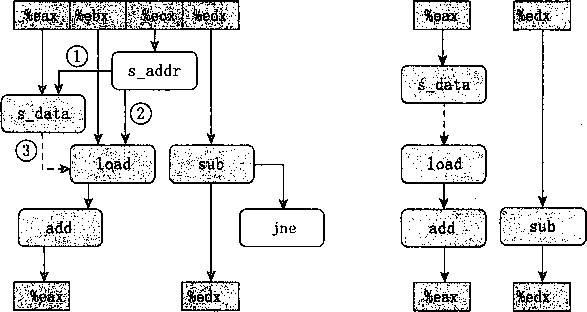 %eax %ebx %ecx %edx
①
s_addr
s_data
②
③
load
sub
add
jne
%eax
%edx
%eax
%edx
s_data
load
add
sub
%eax
%edx